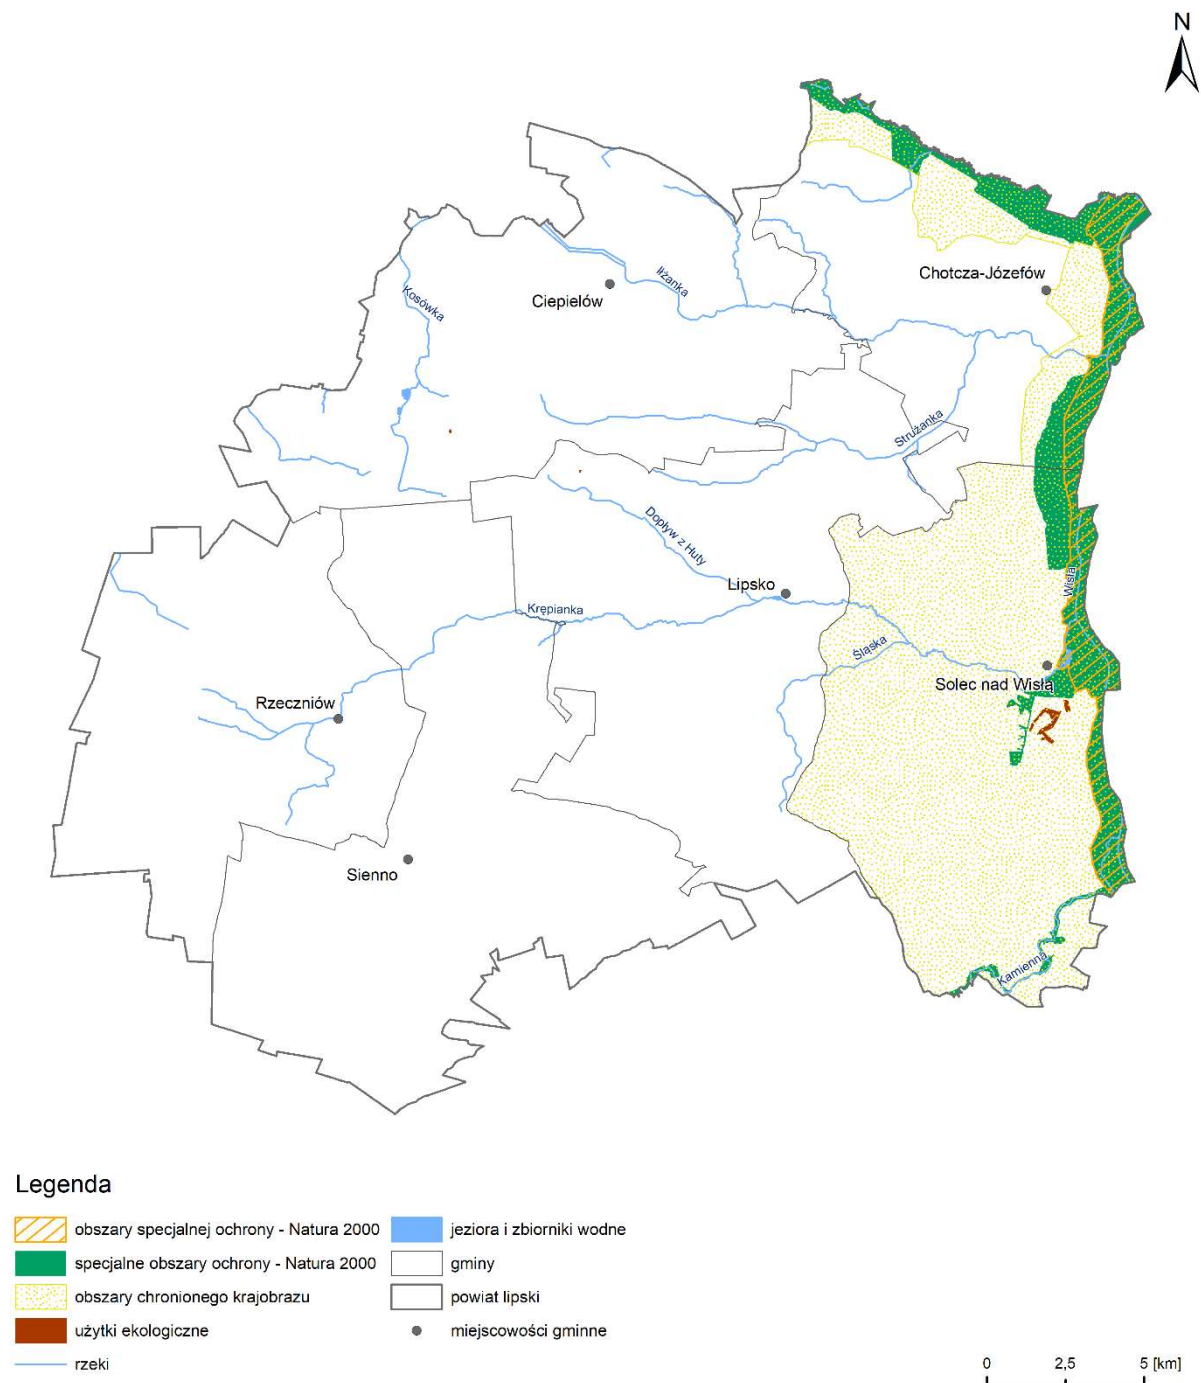 N
Chotcza-Józefów
Iłżanka
Ciepielów
Kosówka
Strużanka
Dopływ z Huty
Lipsko
Wisła
Krępianka
Śląska
Solec nad Wisłą
Rzeczniów
Sienno
Kamienna
Legenda
obszary specjalnej ochrony - Natura 2000
jeziora i zbiorniki wodne
specjalne obszary ochrony - Natura 2000
gminy
obszary chronionego krajobrazu
powiat lipski
użytki ekologiczne
miejscowości gminne
rzeki
0 2,5 5 [km]